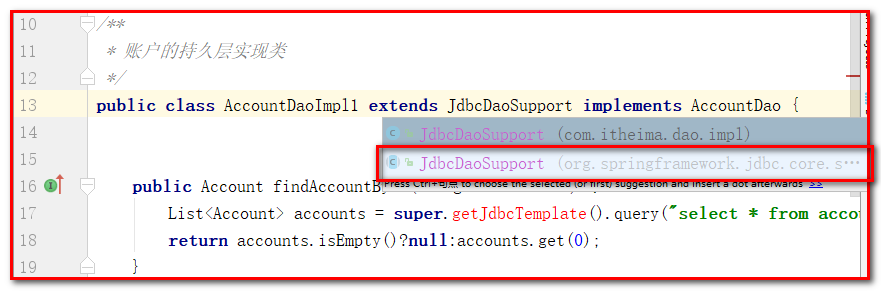 10 /**
11 * 账户的持久层实现类
12 */
13 public class AccountDaoImpl1 extends JdbcDaoSupport implements AccountDao {
14 JdbcDaoSupport (com.itheima.dao.impl)
15 JdbcDaoSupport (org.springframework.jdbc.core.s…
16 public Account findAccountBy
Press Ctrl+句点 to choose the selected (or first) suggestion and insert a dot afterwards >>
17 List<Account> accounts = super.getJdbcTemplate().query("select * from acco
18 return accounts.isEmpty()?null:accounts.get(0);
19 }